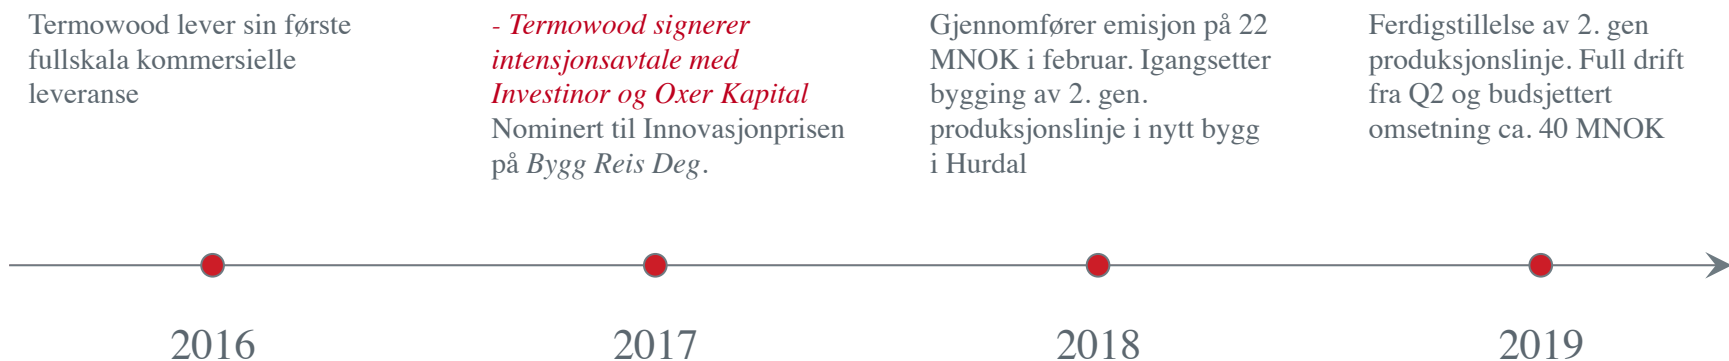 Termowood lever sin første
fullskala kommersielle
leveranse
- Termowood signerer
intensjonsavtale med
Investinor og Oxer Kapital
Nominert til Innovasjonprisen
på Bygg Reis Deg.
Gjennomfører emisjon på 22
MNOK i februar. Igangsetter
bygging av 2. gen.
produksjonslinje i nytt bygg
i Hurdal
Ferdigstillelse av 2. gen
produksjonslinje. Full drift
fra Q2 og budsjettert
omsetning ca. 40 MNOK
2016
2017
2018
2019